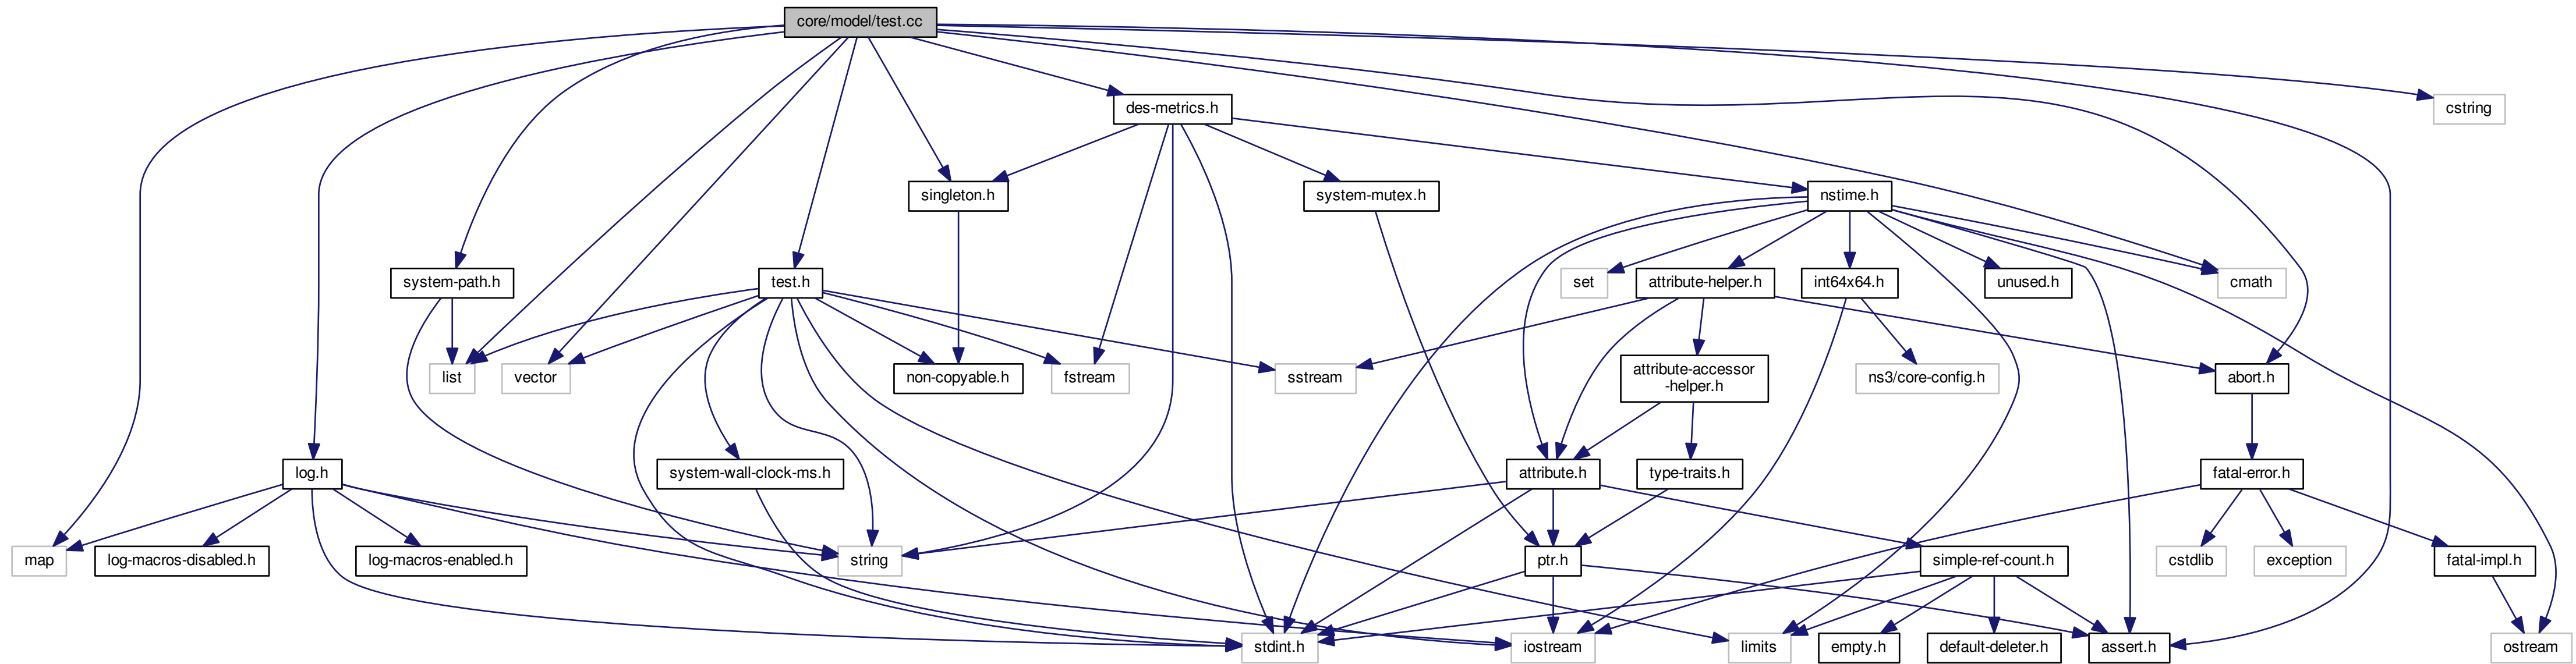 core/model/test.cc
des-metrics.h
cstring
singleton.h
system-mutex.h
nstime.h
system-path.h
test.h
set
attribute-helper.h
int64x64.h
unused.h
cmath
list
vector
non-copyable.h
fstream
sstream
attribute-accessor
-helper.h
ns3/core-config.h
abort.h
log.h
system-wall-clock-ms.h
attribute.h
type-traits.h
fatal-error.h
map
log-macros-disabled.h
log-macros-enabled.h
string
ptr.h
simple-ref-count.h
cstdlib
exception
fatal-impl.h
stdint.h
iostream
limits
empty.h
default-deleter.h
assert.h
ostream